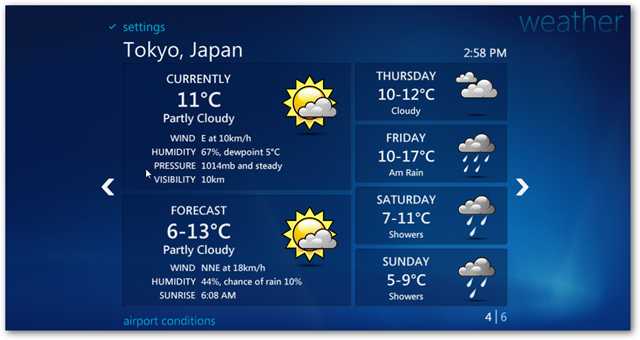 weather
✓ settings
Tokyo, Japan
2:58 PM
CURRENTLY
11°C
Partly Cloudy
WIND E at 10km/h
HUMIDITY 67%, dewpoint 5°C
PRESSURE 1014mb and steady
VISIBILITY 10km
FORECAST
6-13°C
Partly Cloudy
WIND NNE at 18km/h
HUMIDITY 44%, chance of rain 10%
SUNRISE 6:08 AM
THURSDAY
10-12°C
Cloudy
FRIDAY
10-17°C
Am Rain
SATURDAY
7-11°C
Showers
SUNDAY
5-9°C
Showers
airport conditions
4 | 6